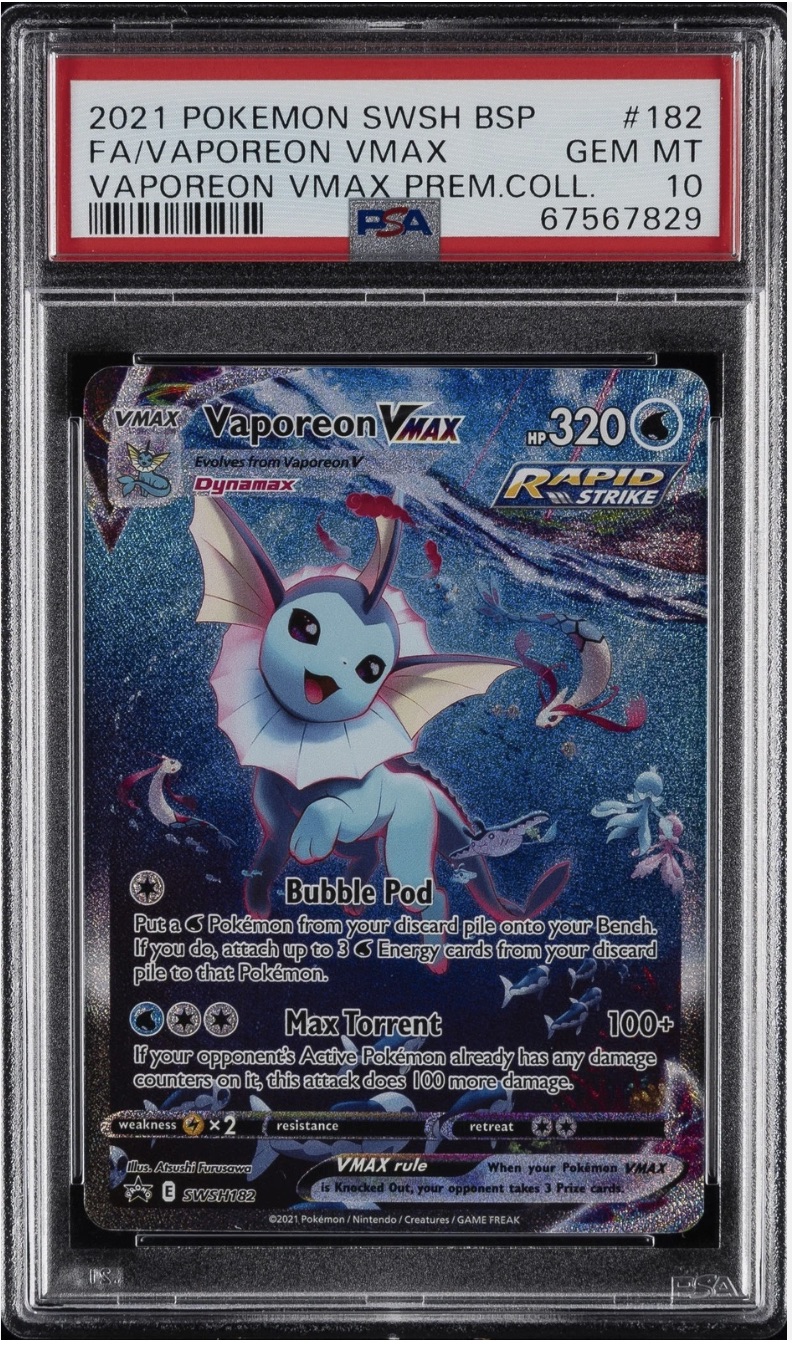 2021 POKEMON SWSH BSP #182
FA/VAPOREON VMAX GEM MT
VAPOREON VMAX PREM.COLL. 10
PSA 67567829
VMAX Vaporeon VMAX HP 320
Evolves from Vaporeon V
Dynamax
RAPID
STRIKE
Bubble Pod
Put a Pokémon from your discard pile onto your Bench.
If you do, attach up to 3 Energy cards from your discard
pile to that Pokémon.
Max Torrent 100+
If your opponent's Active Pokémon already has any damage
counters on it, this attack does 100 more damage.
weakness ×2 resistance retreat
Illus. Atsushi Furusawa
VMAX rule When your Pokémon VMAX
is Knocked Out, your opponent takes 3 Prize cards.
E SWSH182
©2021 Pokémon / Nintendo / Creatures / GAME FREAK
PSA